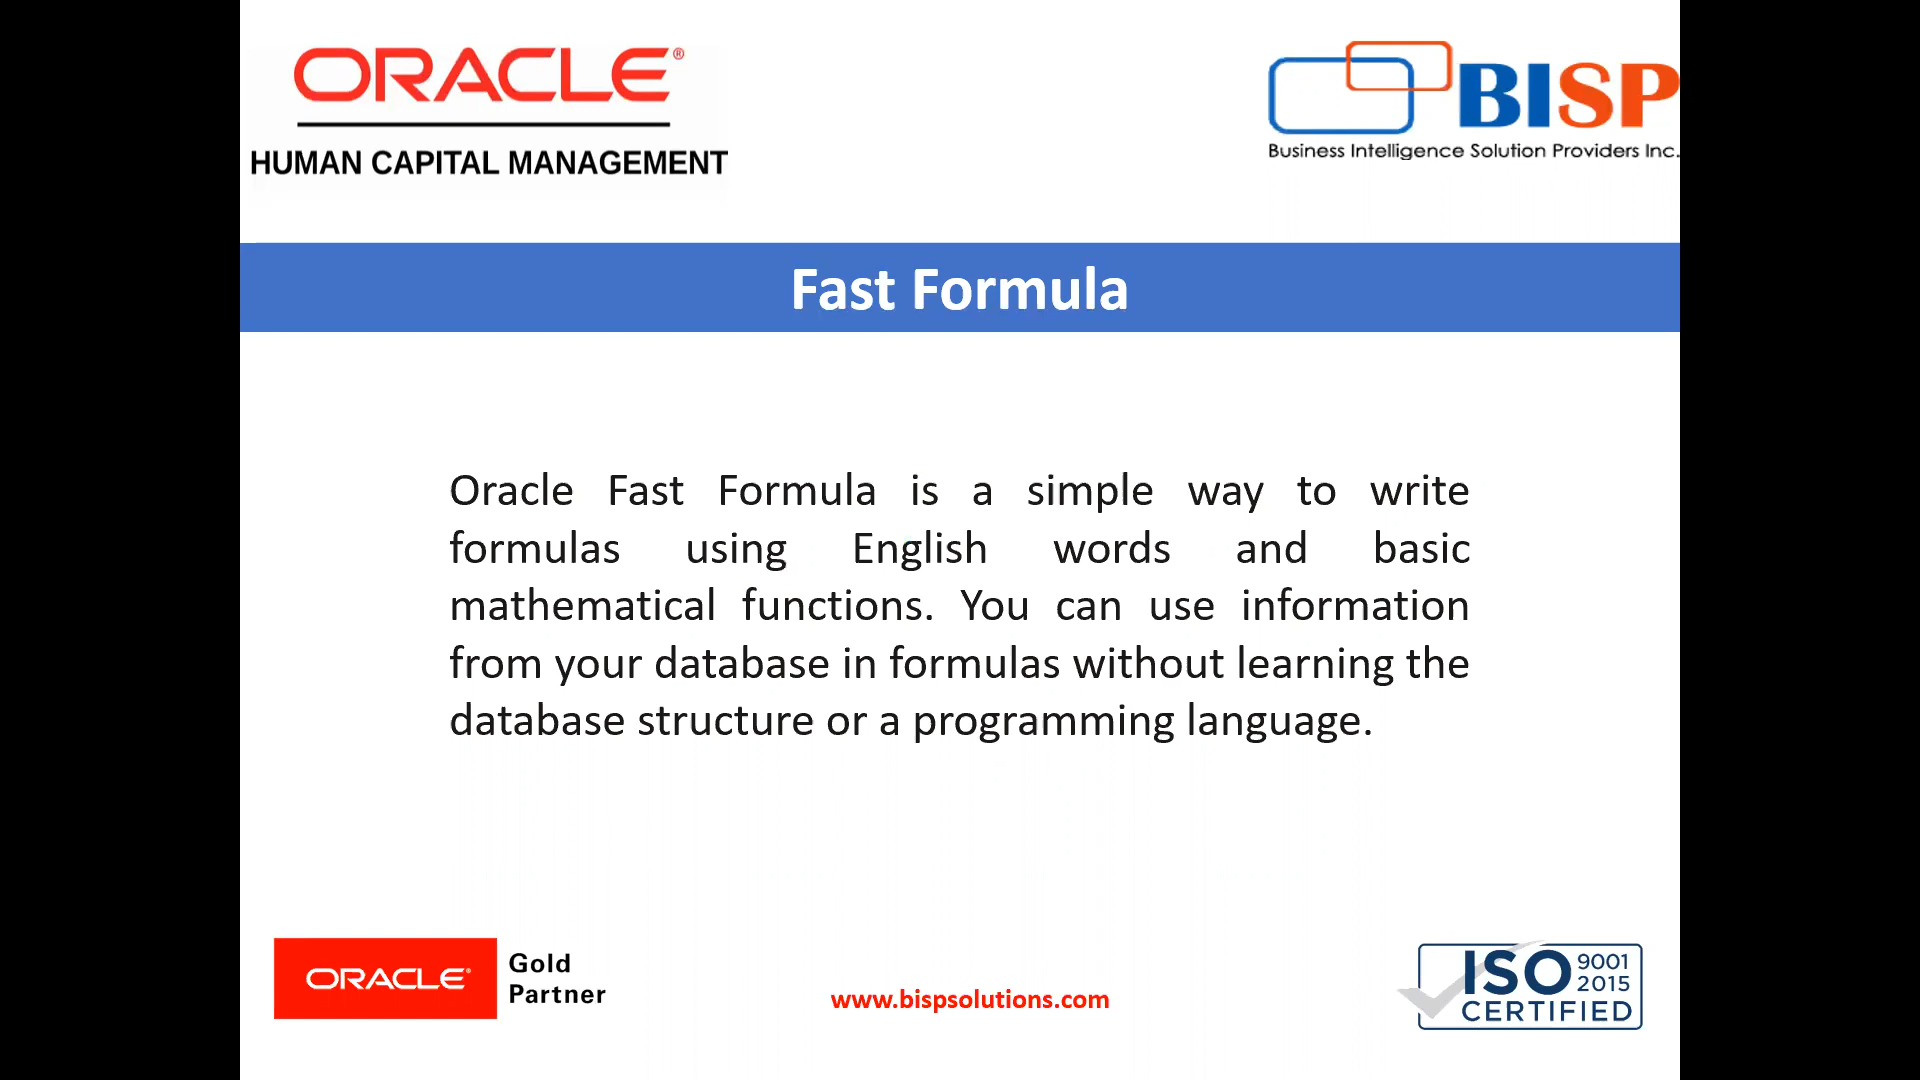 ORACLE®
HUMAN CAPITAL MANAGEMENT
BISP
Business Intelligence Solution Providers Inc.
Fast Formula
Oracle Fast Formula is a simple way to write
formulas using English words and basic
mathematical functions. You can use information
from your database in formulas without learning the
database structure or a programming language.
ORACLE®
Gold
Partner
www.bispsolutions.com
ISO 9001
2015
CERTIFIED